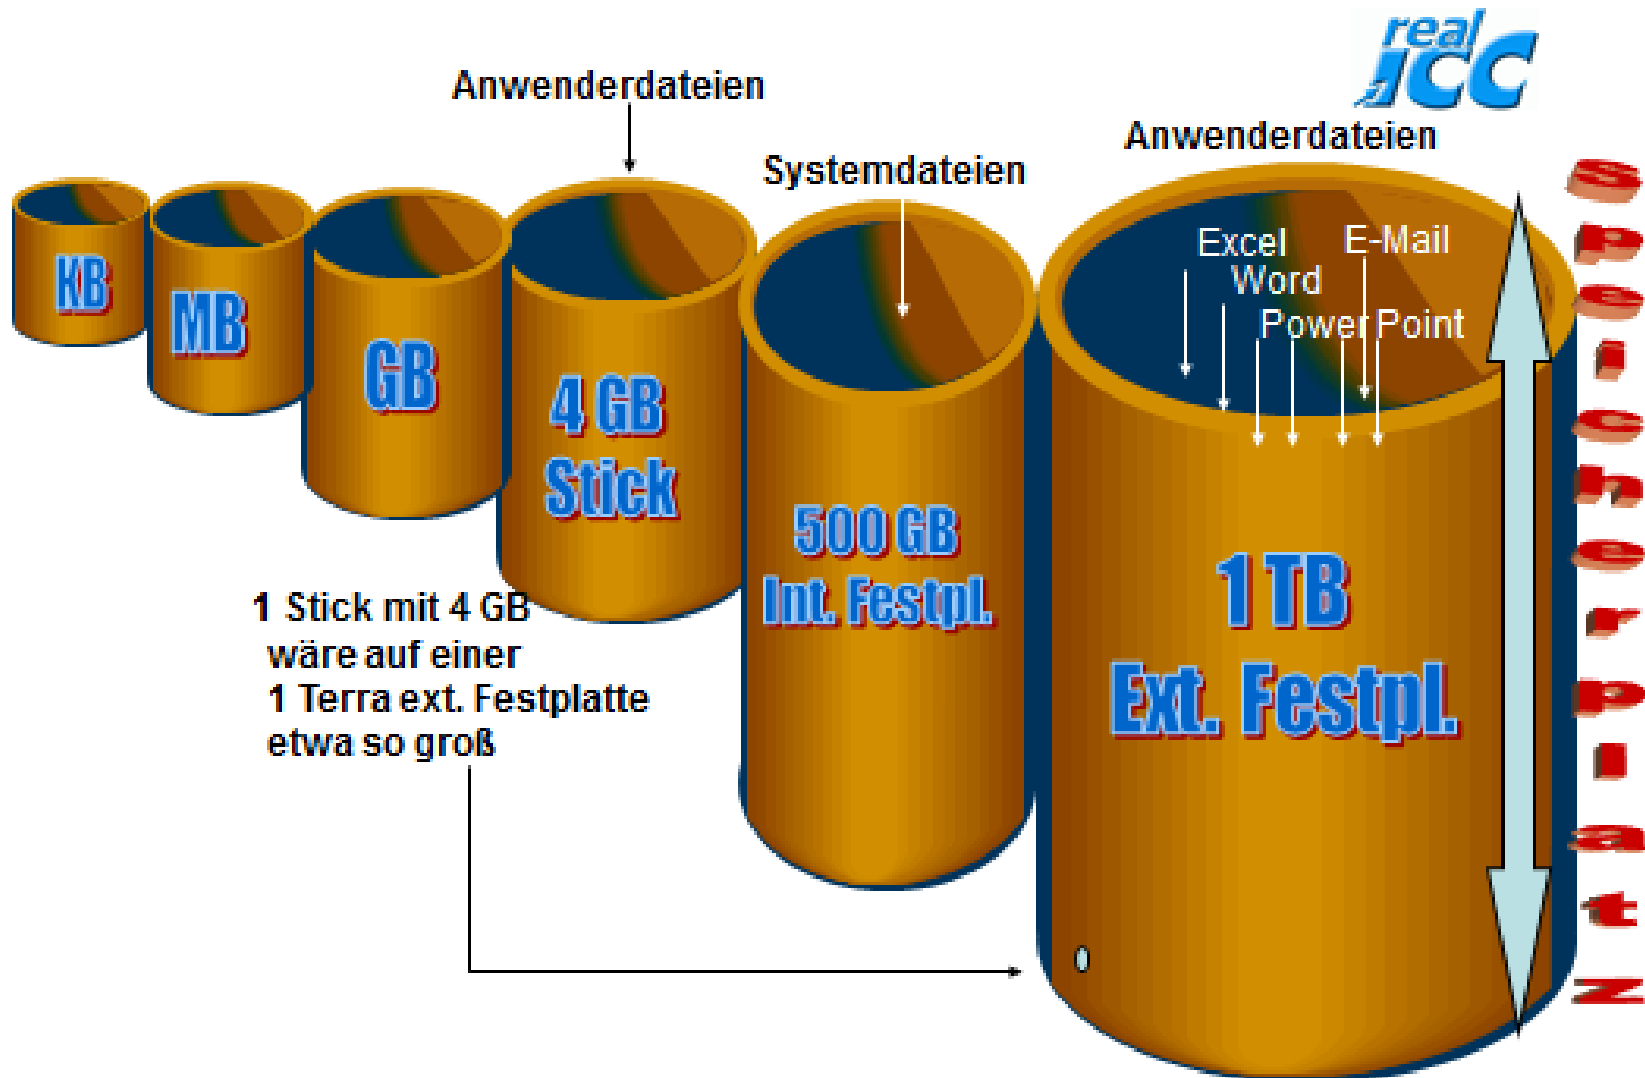 real
ICC
Anwenderdateien
Anwenderdateien
Systemdateien
Excel
E-Mail
Word
Power Point
KB
MB
GB
4 GB
Stick
500 GB
Int. Festpl.
1 TB
Ext. Festpl.
1 Stick mit 4 GB
wäre auf einer
1 Terra ext. Festplatte
etwa so groß
Speicherplatz